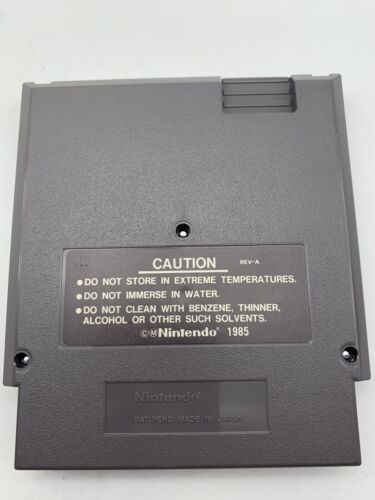 CAUTION REV-A
●DO NOT STORE IN EXTREME TEMPERATURES.
●DO NOT IMMERSE IN WATER.
●DO NOT CLEAN WITH BENZENE, THINNER,
ALCOHOL OR OTHER SUCH SOLVENTS.
©ⓂNintendo® 1985
Nintendo®
PAT. PEND. MADE IN JAPAN